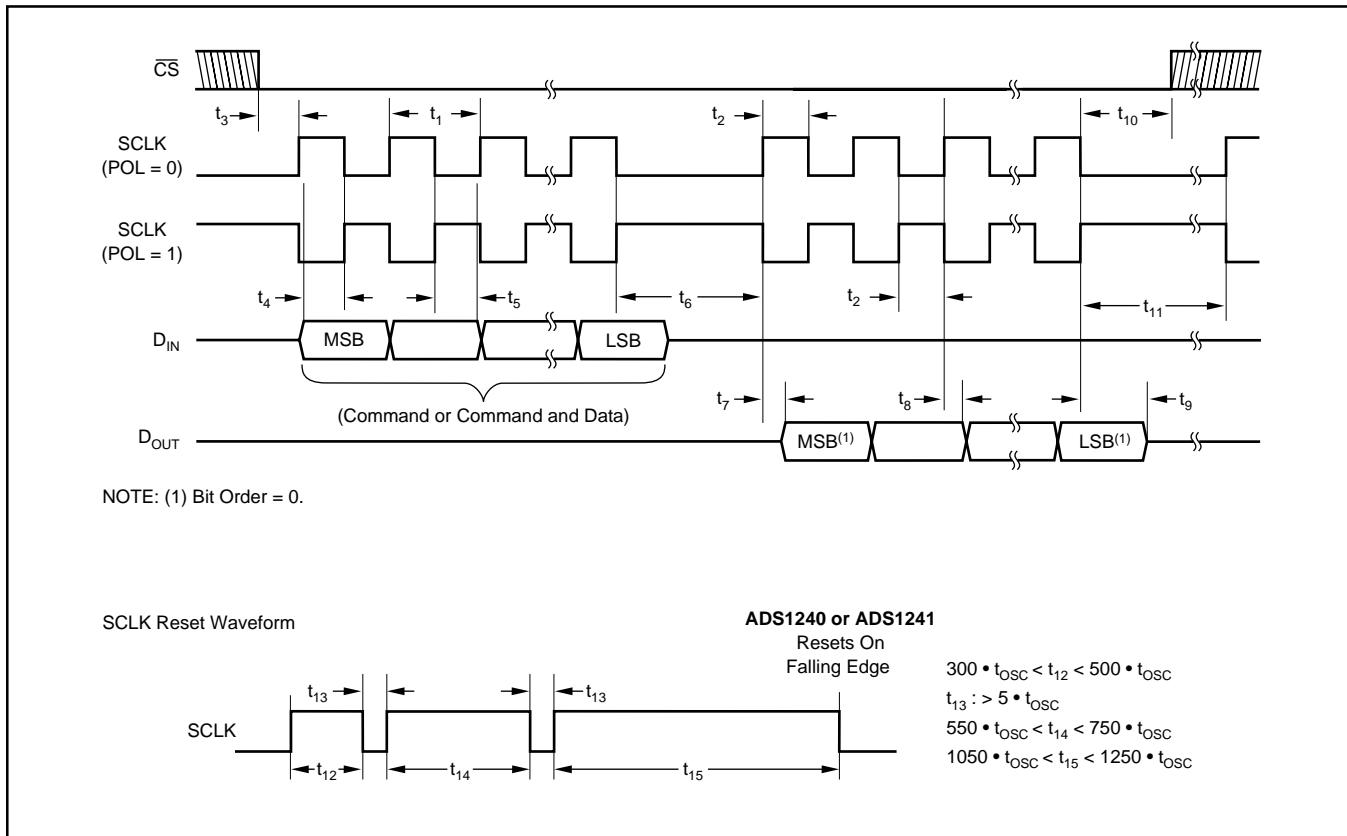 CS
t3
t1
t2
t10
SCLK
(POL = 0)
SCLK
(POL = 1)
t4
t5
t6
t2
t11
DIN
MSB
LSB
(Command or Command and Data)
t7
t8
t9
DOUT
MSB(1)
LSB(1)
NOTE: (1) Bit Order = 0.
SCLK Reset Waveform
ADS1240 or ADS1241
Resets On
Falling Edge
300 • tOSC < t12 < 500 • tOSC
t13 : > 5 • tOSC
550 • tOSC < t14 < 750 • tOSC
1050 • tOSC < t15 < 1250 • tOSC
t13
t13
SCLK
t12
t14
t15